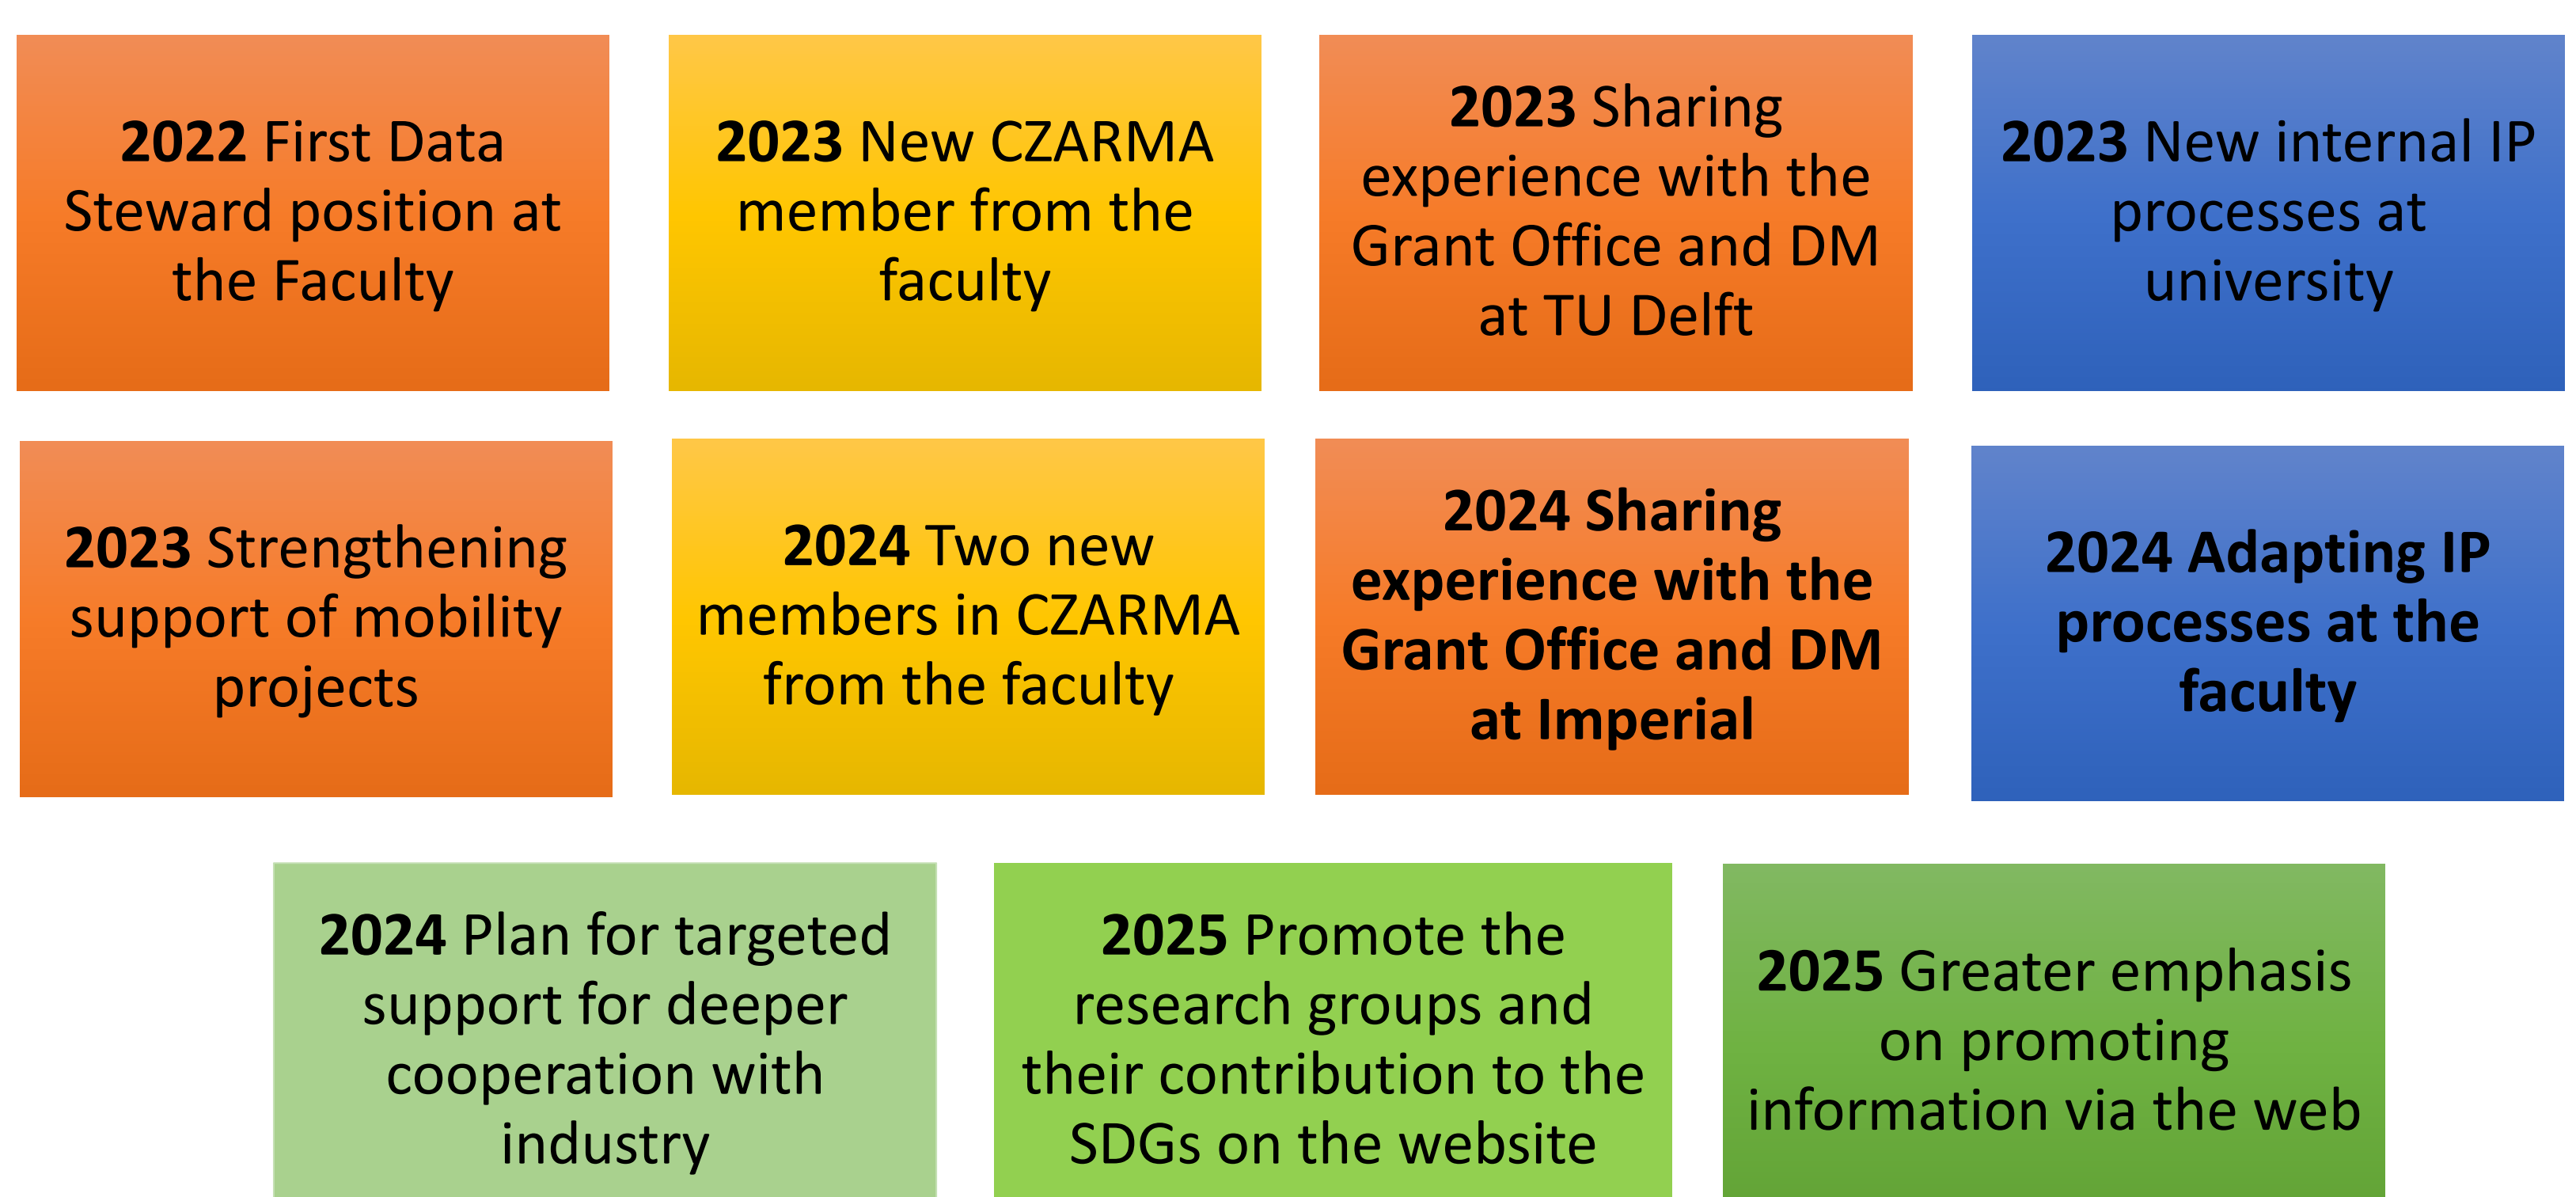 2022 First Data
Steward position at
the Faculty
2023 New CZARMA
member from the
faculty
2023 Sharing
experience with the
Grant Office and DM
at TU Delft
2023 New internal IP
processes at
university
2023 Strengthening
support of mobility
projects
2024 Two new
members in CZARMA
from the faculty
2024 Sharing
experience with the
Grant Office and DM
at Imperial
2024 Adapting IP
processes at the
faculty
2024 Plan for targeted
support for deeper
cooperation with
industry
2025 Promote the
research groups and
their contribution to the
SDGs on the website
2025 Greater emphasis
on promoting
information via the web